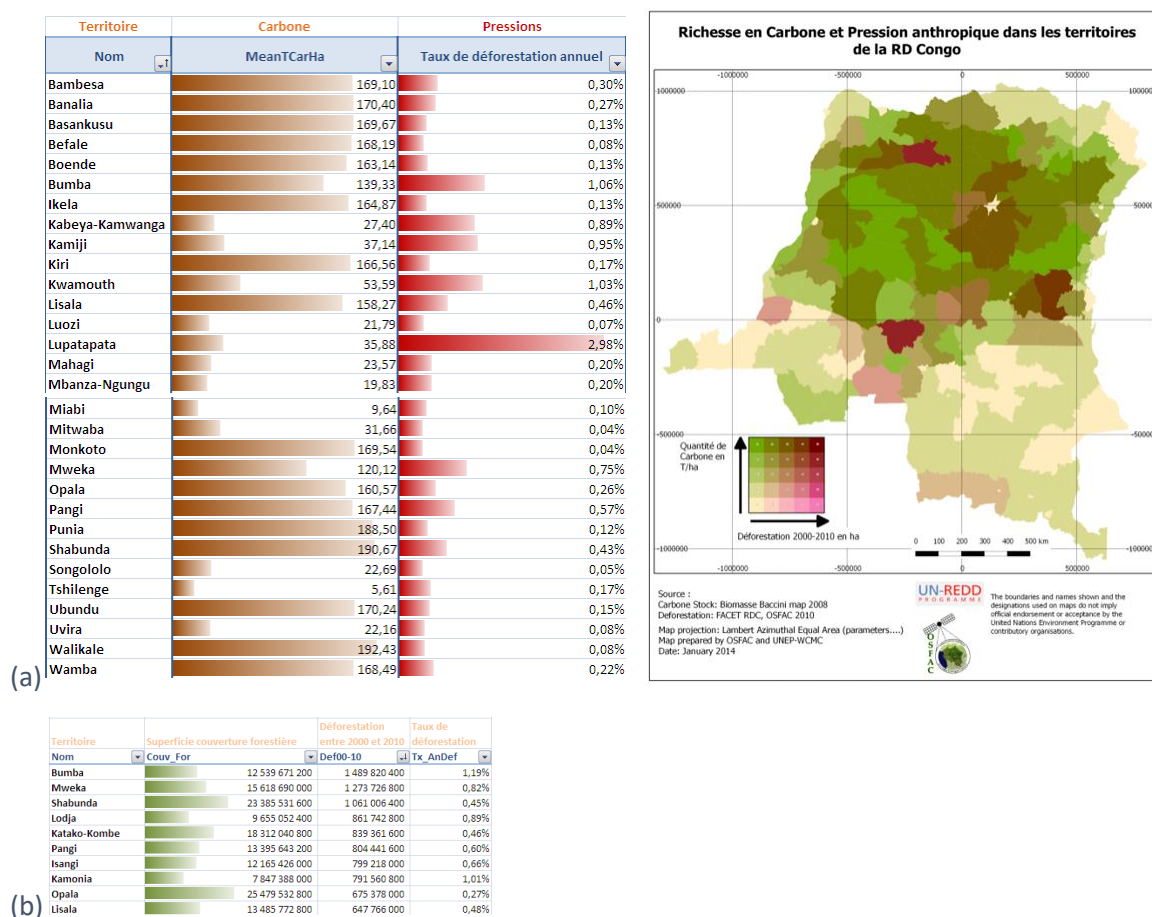 Territoire Carbone Pressions
Nom MeanTCarHa Taux de déforestation annuel
Bambesa 169,10 0,30%
Banalia 170,40 0,27%
Basankusu 169,67 0,13%
Befale 168,19 0,08%
Boende 163,14 0,13%
Bumba 139,33 1,06%
Ikela 164,87 0,13%
Kabeya-Kamwanga 27,40 0,89%
Kamiji 37,14 0,95%
Kiri 166,56 0,17%
Kwamouth 53,59 1,03%
Lisala 158,27 0,46%
Luozi 21,79 0,07%
Lupatapata 35,88 2,98%
Mahagi 23,57 0,20%
Mbanza-Ngungu 19,83 0,20%
Miabi 9,64 0,10%
Mitwaba 31,66 0,04%
Monkoto 169,54 0,04%
Mweka 120,12 0,75%
Opala 160,57 0,26%
Pangi 167,44 0,57%
Punia 188,50 0,12%
Shabunda 190,67 0,43%
Songololo 22,69 0,05%
Tshilenge 5,61 0,17%
Ubundu 170,24 0,15%
Uvira 22,16 0,08%
Walikale 192,43 0,08%
Wamba 168,49 0,22%
(a)
Richesse en Carbone et Pression anthropique dans les territoires
de la RD Congo
-1000000 -500000 0 500000
1000000 100000
500000 50000
0 0
-500000 -50000
-1000000 -10000
-1000000 -500000 0 500000
Quantité de
Carbone en
T/ha
Déforestation 2000-2010 en ha
0 100 200 300 400 500 km
Source :
Carbone Stock: Biomasse Baccini map 2008
Deforestation: FACET RDC, OSFAC 2010
Map projection: Lambert Azimuthal Equal Area (parameters....)
Map prepared by OSFAC and UNEP-WCMC
Date: January 2014
UN-REDD
PROGRAMME
OSFAC
The boundaries and names shown and the
designations used on maps do not imply
official endorsement or acceptance by the
United Nations Environment Programme or
contributory organisations.
Territoire Superficie couverture forestière Déforestation entre 2000 et 2010 Taux de déforestation
Nom Couv_For Def00-10 Tx_AnDef
Bumba 12 539 671 200 1 489 820 400 1,19%
Mweka 15 618 690 000 1 273 726 800 0,82%
Shabunda 23 385 531 600 1 061 006 400 0,45%
Lodja 9 655 052 400 861 742 800 0,89%
Katako-Kombe 18 312 040 800 839 361 600 0,46%
Pangi 13 395 643 200 804 441 600 0,60%
Isangi 12 165 426 000 799 218 000 0,66%
Kamonia 7 847 388 000 791 560 800 1,01%
Opala 25 479 532 800 675 378 000 0,27%
Lisala 13 485 772 800 647 766 000 0,48%
(b)